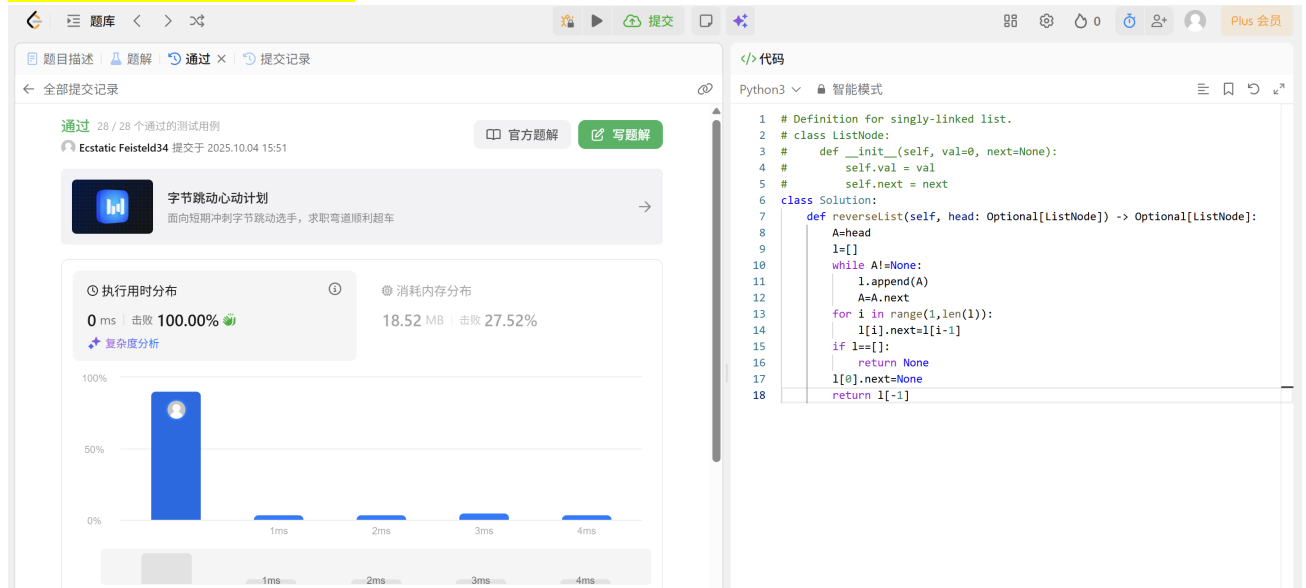 题库
提交
0
Plus 会员
题目描述
题解
通过
提交记录
代码
全部提交记录
Python3
智能模式
通过 28 / 28 个通过的测试用例
Ecstatic Feisteld34 提交于 2025.10.04 15:51
官方题解
写题解
字节跳动心动计划
面向短期冲刺字节跳动选手，求职弯道顺利超车
执行用时分布
0 ms 击败 100.00%
复杂度分析
消耗内存分布
18.52 MB 击败 27.52%
100%
50%
0%
1ms 2ms 3ms 4ms
1ms 2ms 3ms 4ms
1 # Definition for singly-linked list.
2 # class ListNode:
3 #     def __init__(self, val=0, next=None):
4 #         self.val = val
5 #         self.next = next
6 class Solution:
7     def reverseList(self, head: Optional[ListNode]) -> Optional[ListNode]:
8         A=head
9         l=[]
10         while A!=None:
11             l.append(A)
12             A=A.next
13         for i in range(1,len(l)):
14             l[i].next=l[i-1]
15         if l==[]:
16             return None
17         l[0].next=None
18         return l[-1]